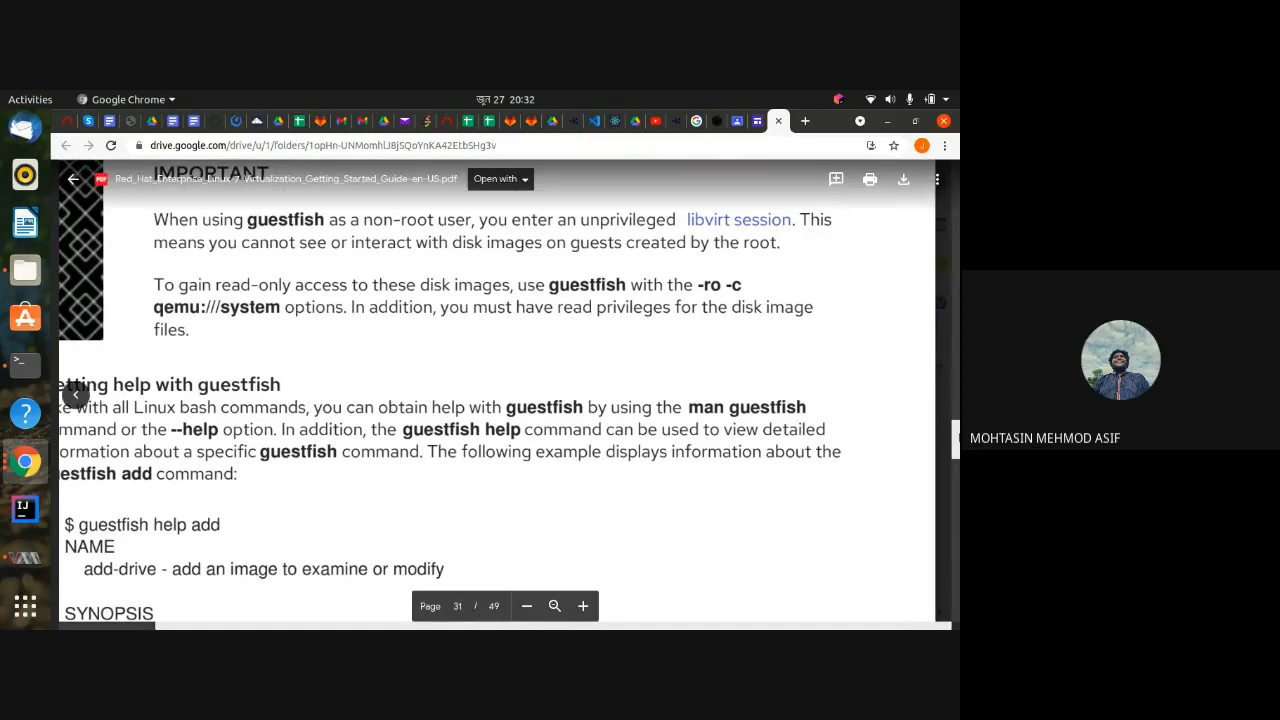 Activities
Google Chrome
जून 27 20:32
drive.google.com/drive/u/1/folders/
IMPORTANT
Red_Hat_Enterprise_Linux-7-Virtualization_Getting_Started_Guide-en-US.pdf
Open with
When using guestfish as a non-root user, you enter an unprivileged libvirt session. This
means you cannot see or interact with disk images on guests created by the root.
To gain read-only access to these disk images, use guestfish with the -ro -c
qemu:///system options. In addition, you must have read privileges for the disk image
files.
etting help with guestfish
ke with all Linux bash commands, you can obtain help with guestfish by using the man guestfish
mmand or the --help option. In addition, the guestfish help command can be used to view detailed
ormation about a specific guestfish command. The following example displays information about the
estfish add command:
$ guestfish help add
NAME
add-drive - add an image to examine or modify
SYNOPSIS
Page 31 / 49
MOHTASIN MEHMOD ASIF